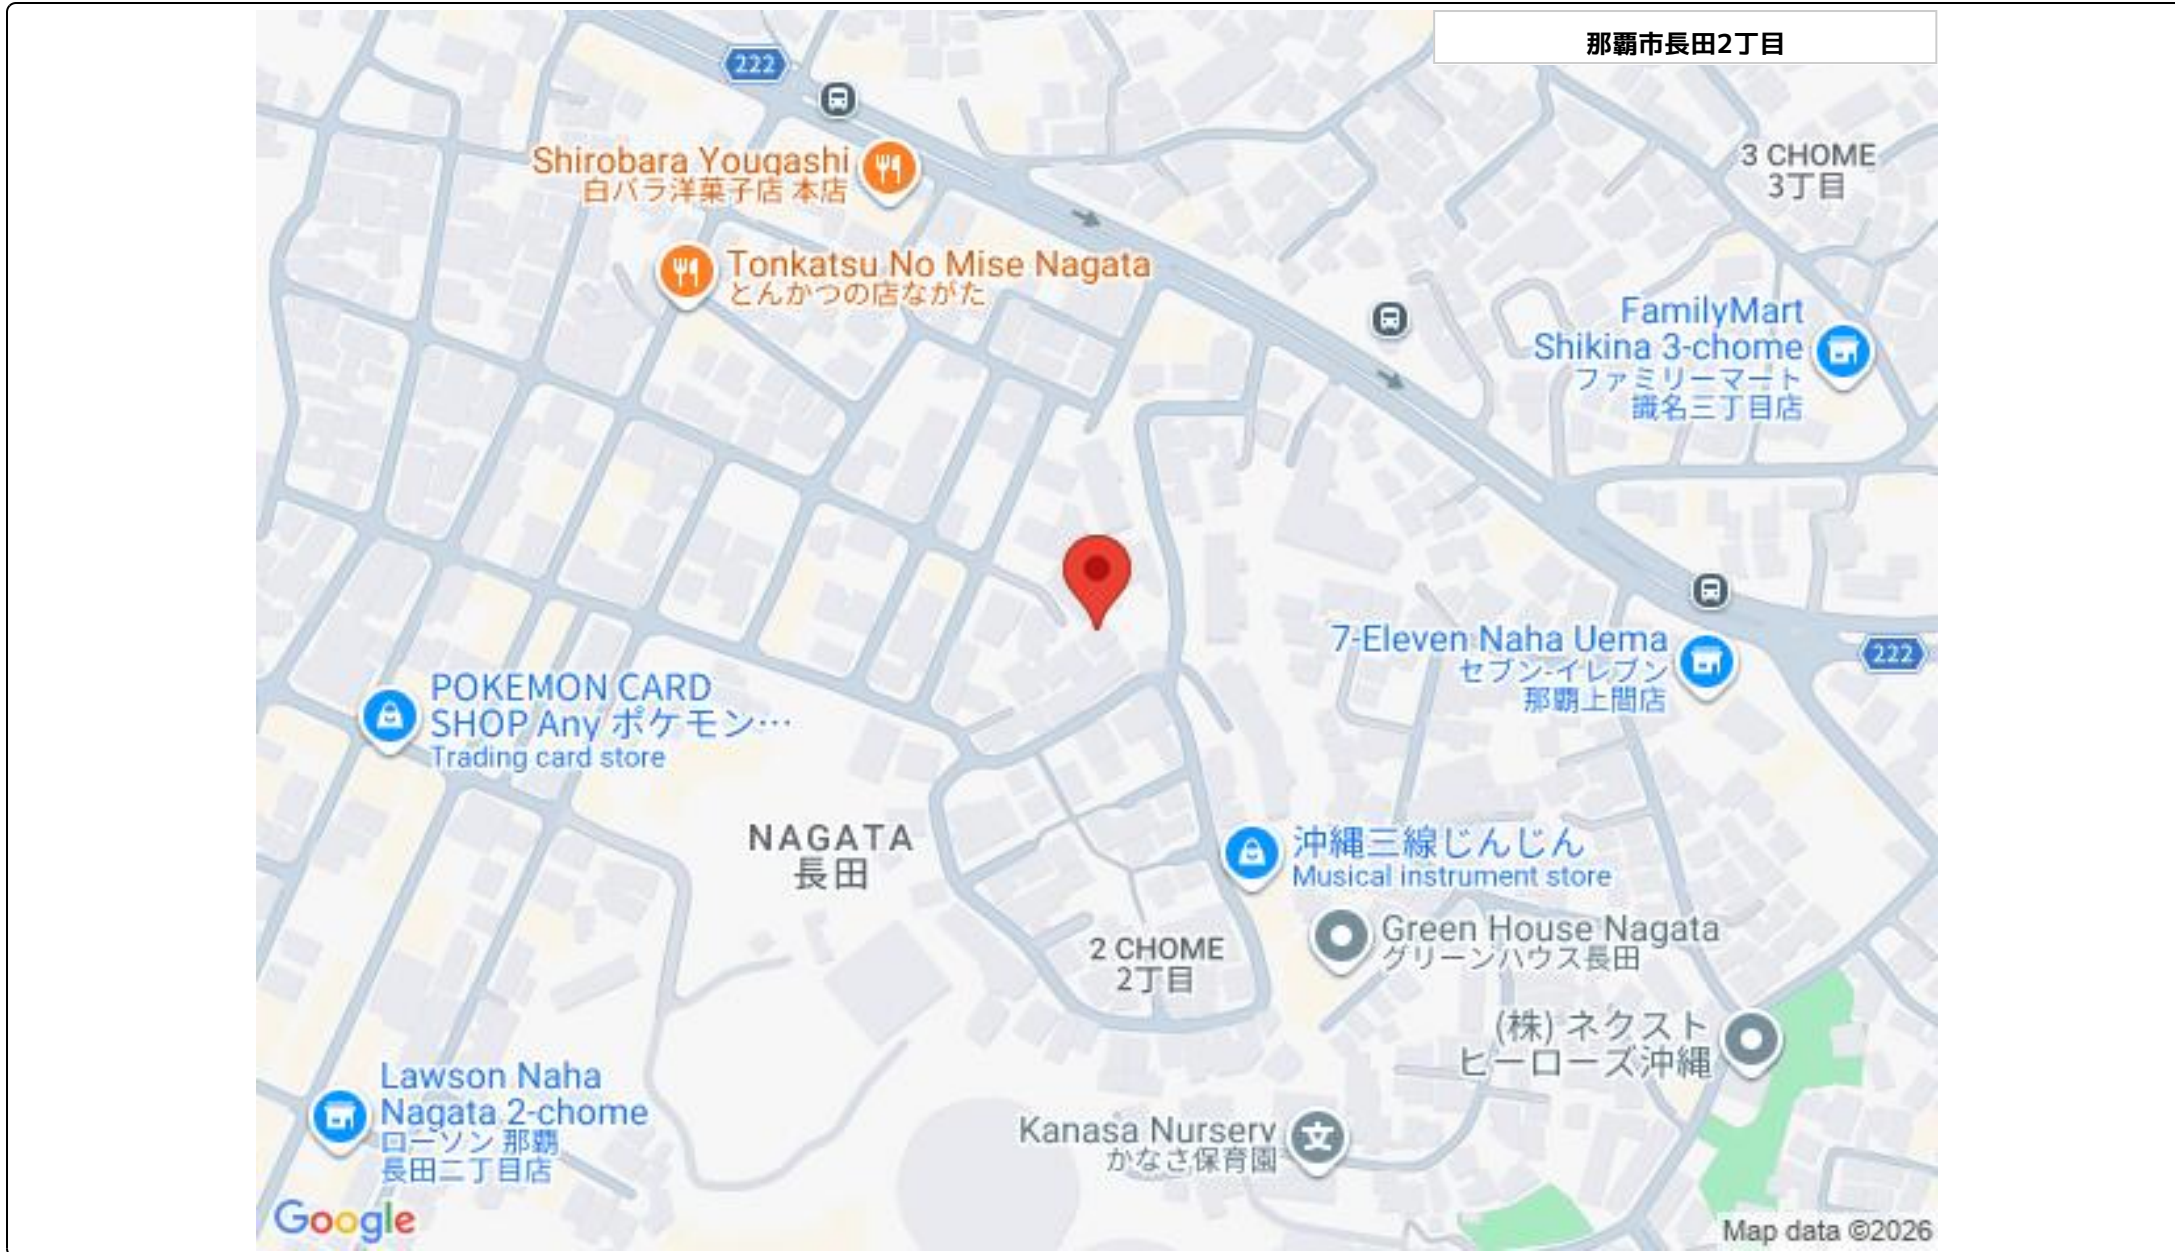 那覇市長田2丁目
222
Shirobara Yougashi
白バラ洋菓子店 本店
3 CHOME
3丁目
Tonkatsu No Mise Nagata
とんかつの店ながた
FamilyMart
Shikina 3-chome
ファミリーマート
識名三丁目店
7-Eleven Naha Uema
セブン-イレブン
那覇上間店
222
POKEMON CARD
SHOP Any ポケモン…
Trading card store
NAGATA
長田
沖縄三線じんじん
Musical instrument store
Green House Nagata
グリーンハウス長田
2 CHOME
2丁目
(株) ネクスト
ヒーローズ沖縄
Lawson Naha
Nagata 2-chome
ローソン 那覇
長田二丁目店
Kanasa Nursery
かなさ保育園
文
Google
Map data ©2026